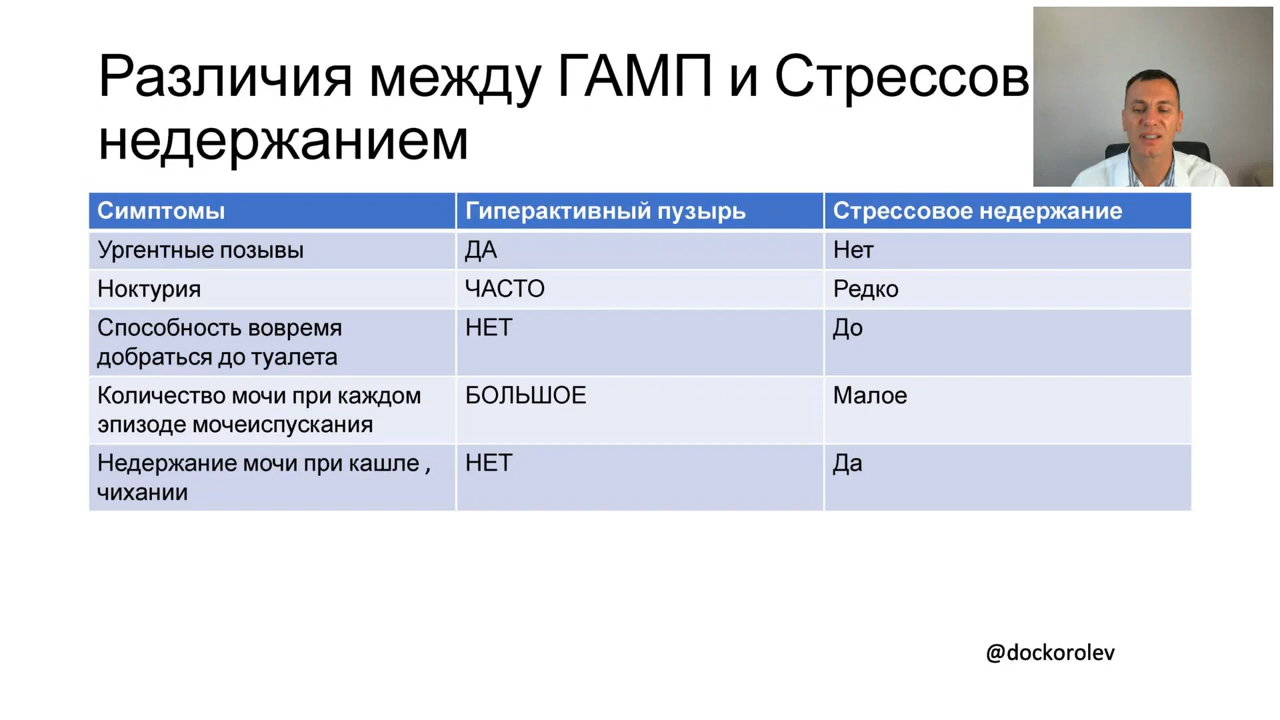 Различия между ГАМП и Стрессов
недержанием
Симптомы
Гиперактивный пузырь
Стрессовое недержание
Ургентные позывы
ДА
Нет
Ноктурия
ЧАСТО
Редко
Способность вовремя
добраться до туалета
НЕТ
До
Количество мочи при каждом
эпизоде мочеиспускания
БОЛЬШОЕ
Малое
Недержание мочи при кашле ,
чихании
НЕТ
Да
@dockorolev